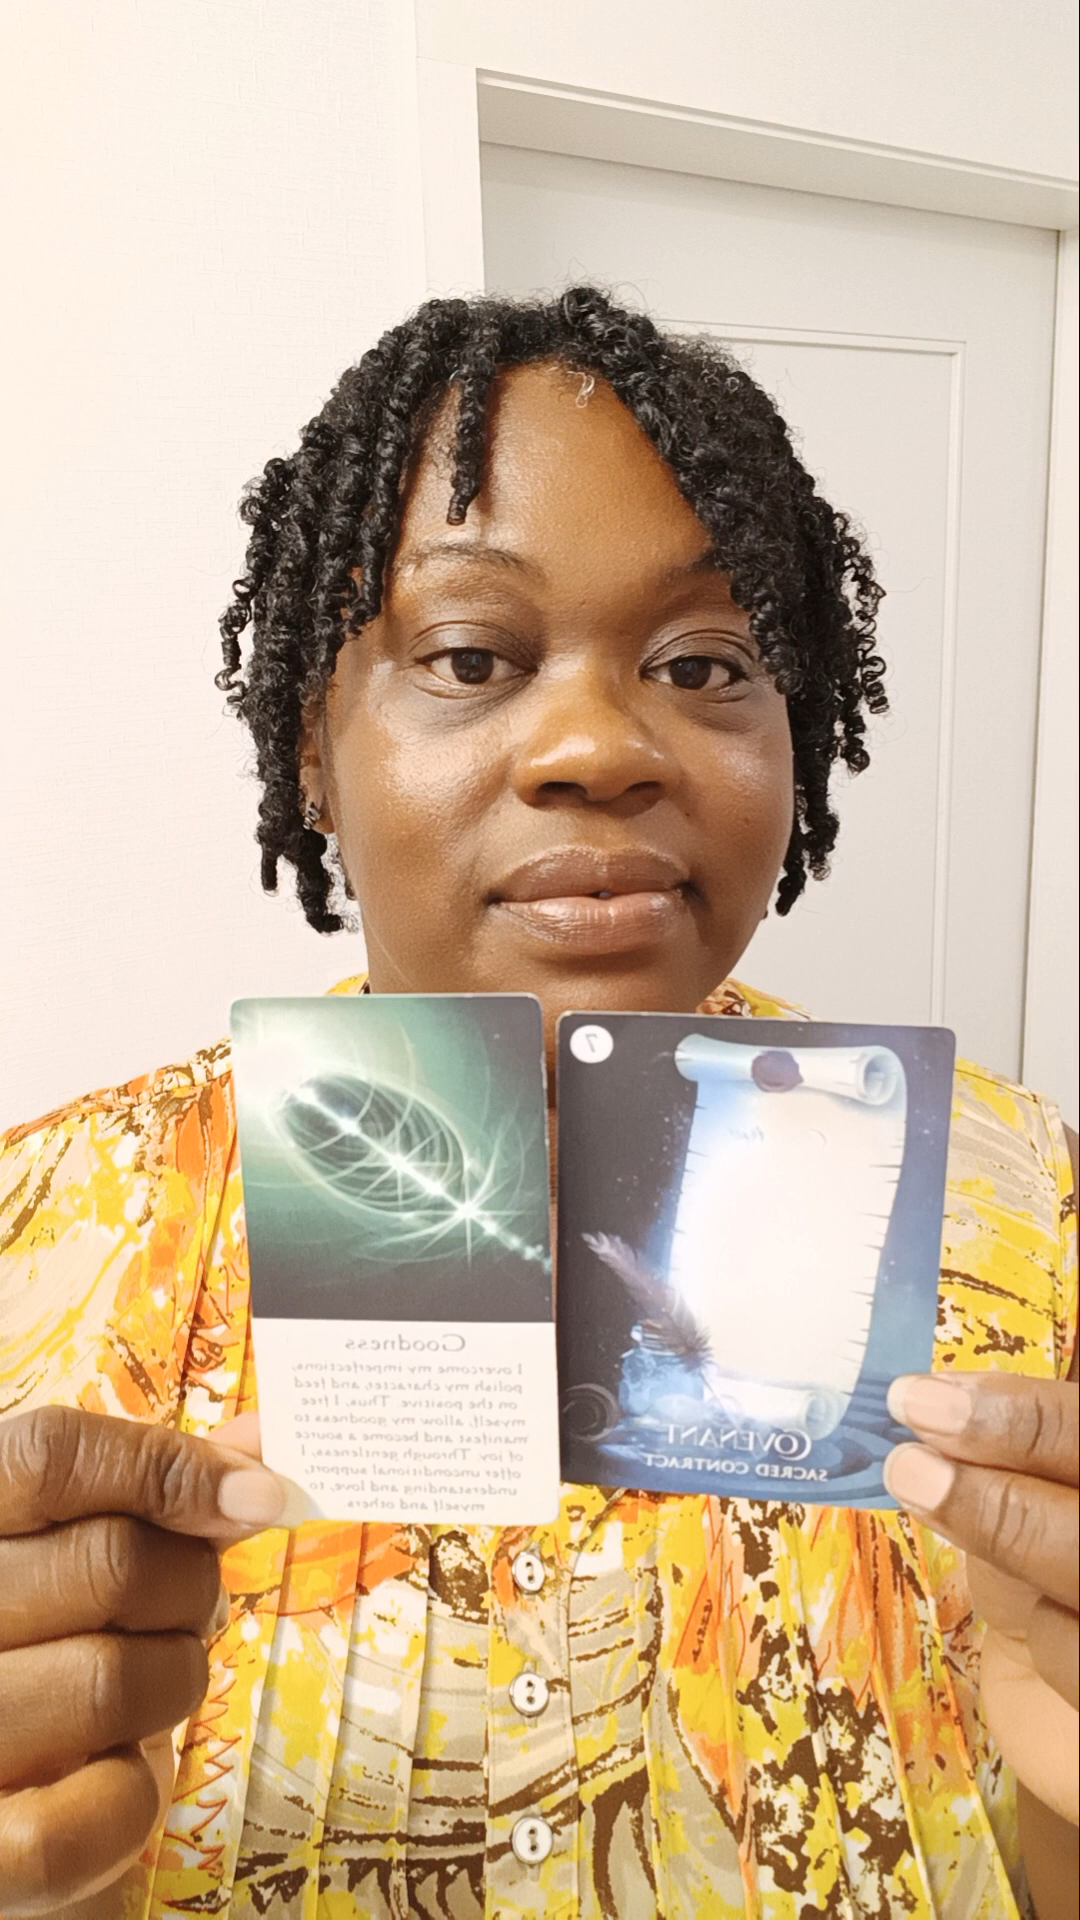 Goodness
I overcome my imperfections,
polish my character, and feed
on the positive. Thus, I free
myself, allow my goodness to
manifest and become a source
of joy. Through gentleness, I
offer unconditional support,
understanding and love, to
myself and others.
7
COVENANT
SACRED CONTRACT